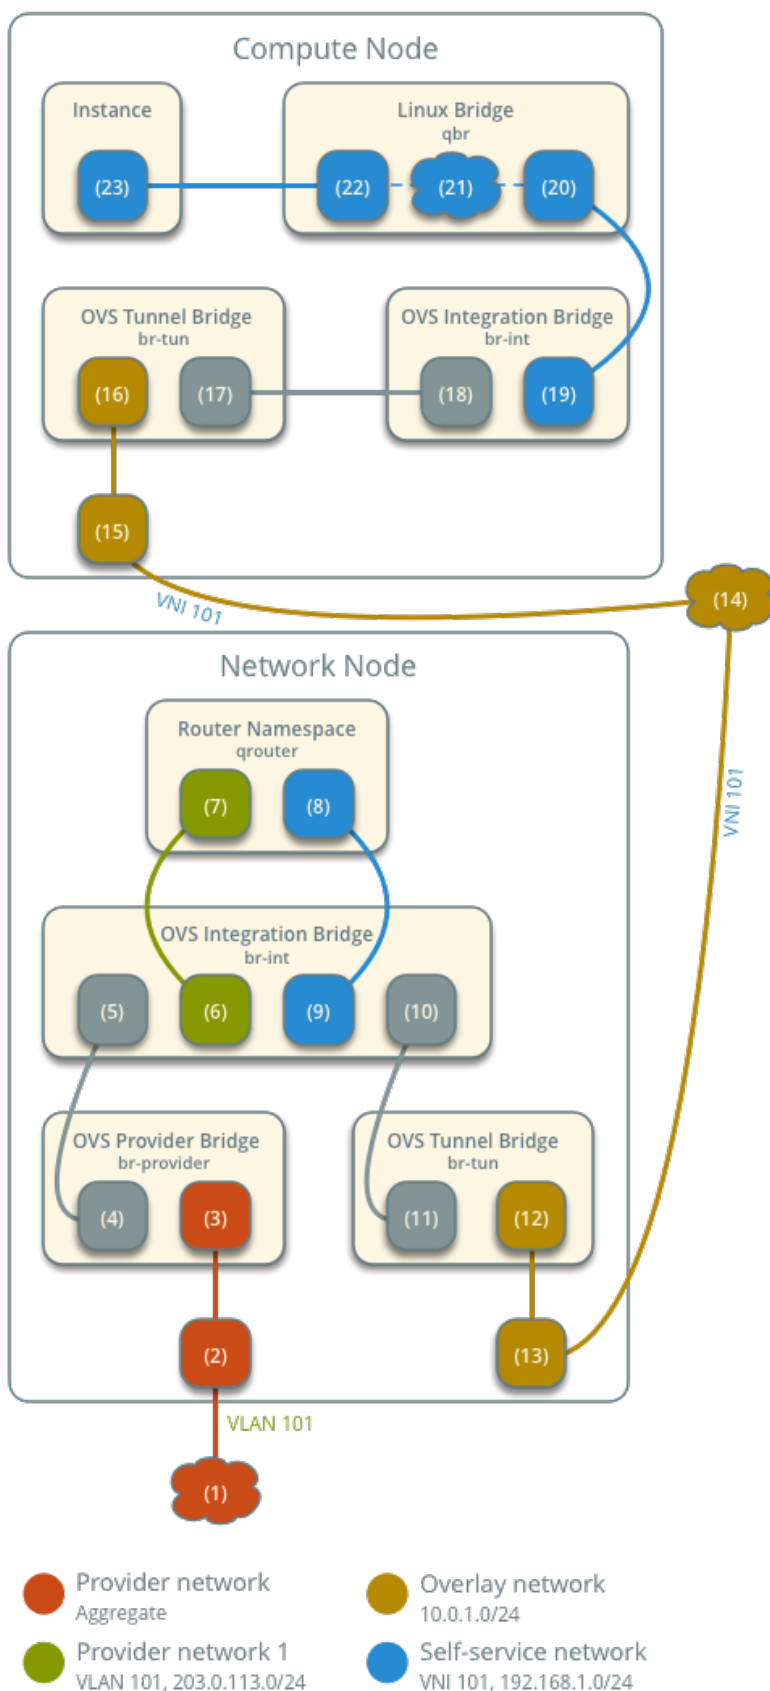 Compute Node
Instance
Linux Bridge
qbr
(23)
(22)
(21)
(20)
OVS Tunnel Bridge
br-tun
OVS Integration Bridge
br-int
(16)
(17)
(18)
(19)
(15)
VNI 101
(14)
Network Node
Router Namespace
qrouter
(7)
(8)
VNI 101
OVS Integration Bridge
br-int
(5)
(6)
(9)
(10)
OVS Provider Bridge
br-provider
OVS Tunnel Bridge
br-tun
(4)
(3)
(11)
(12)
(2)
(13)
VLAN 101
(1)
Provider network
Aggregate
Overlay network
10.0.1.0/24
Provider network 1
VLAN 101, 203.0.113.0/24
Self-service network
VNI 101, 192.168.1.0/24